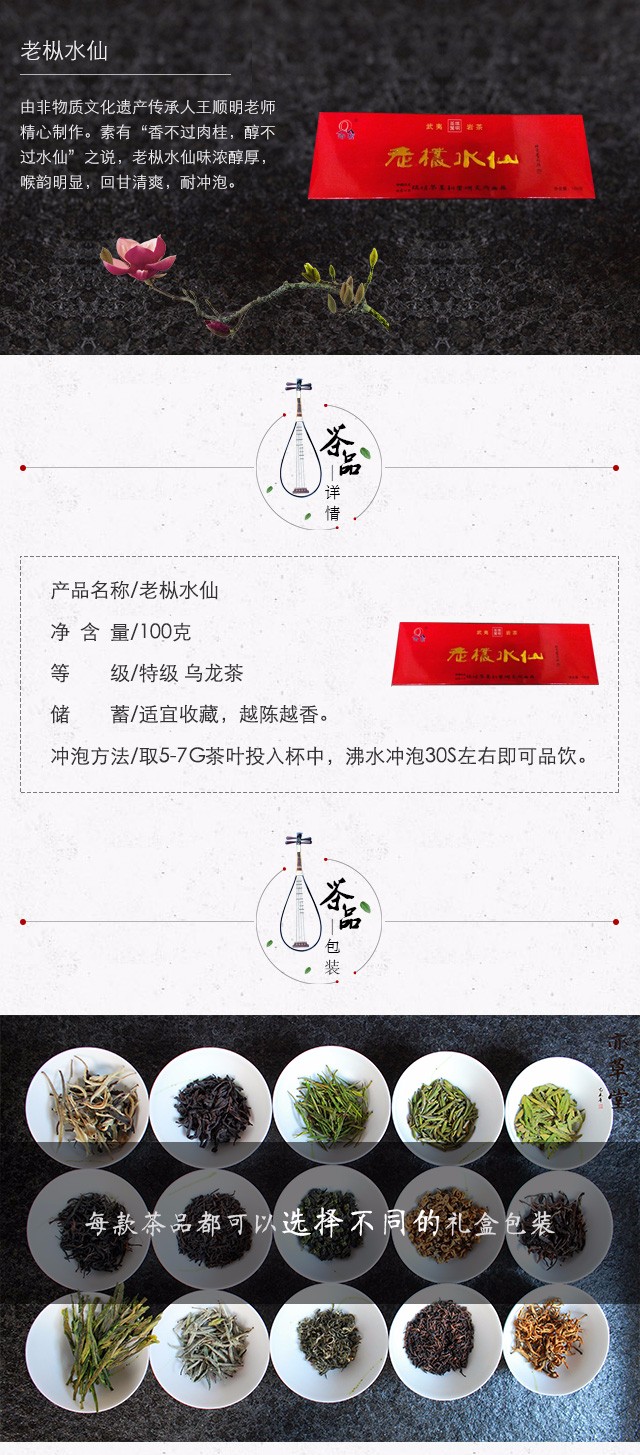 老枞水仙
由非物质文化遗产传承人王顺明老师
精心制作。素有“香不过肉桂，醇不
过水仙”之说，老枞水仙味浓醇厚，
喉韵明显，回甘清爽，耐冲泡。
武夷 岩茶
老枞水仙
茶品
详情
产品名称/老枞水仙
净 含 量/100克
等 级/特级 乌龙茶
储 蓄/适宜收藏，越陈越香。
冲泡方法/取5-7G茶叶投入杯中，沸水冲泡30S左右即可品饮。
武夷 岩茶
老枞水仙
茶品
包装
亦草堂
每款茶品都可以选择不同的礼盒包装